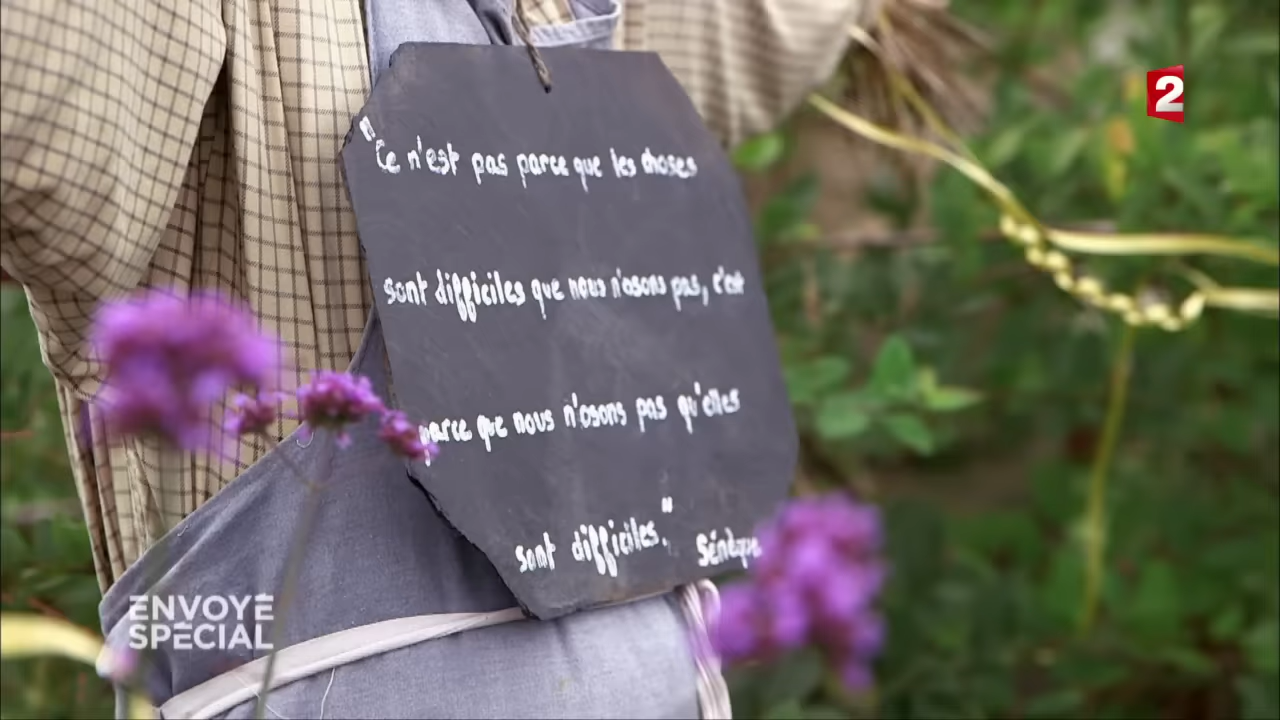 2
"Ce n'est pas parce que les choses
sont difficiles que nous n'osons pas, c'est
parce que nous n'osons pas qu'elles
sont difficiles." Sénèque
ENVOYÉ
SPÉCIAL